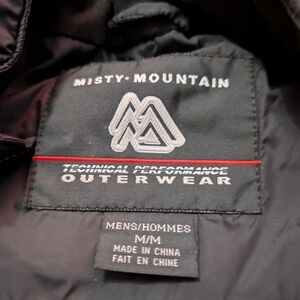 MISTY-MOUNTAIN
TECHNICAL PERFORMANCE
OUTERWEAR
MENS/HOMMES
M/M
MADE IN CHINA
FAIT EN CHINE